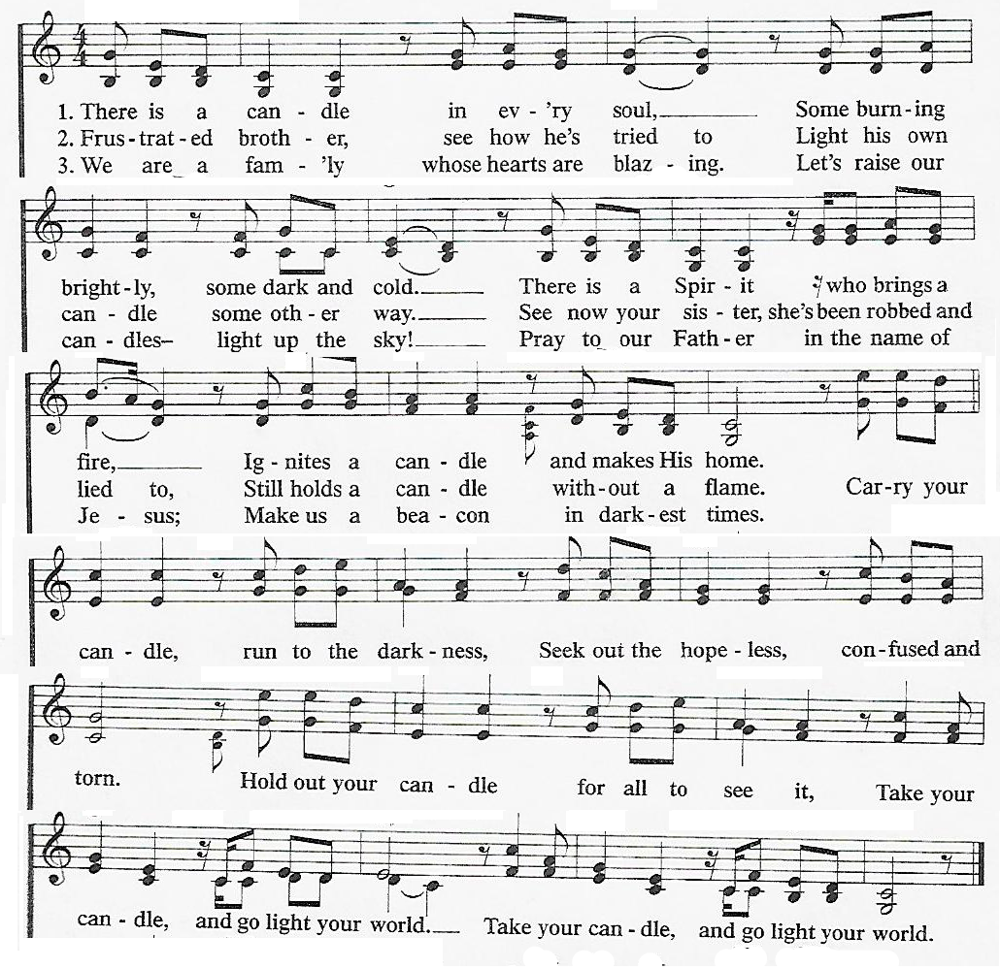 1. There is a can - dle in ev - 'ry soul, Some burn-ing
2. Frus-trat-ed broth - er, see how he's tried to Light his own
3. We are a fam - 'ly whose hearts are blaz - ing. Let's raise our
bright-ly, some dark and cold. There is a Spir - it who brings a
can - dle some oth - er way. See now your sis - ter, she's been robbed and
can - dles– light up the sky! Pray to our Fath - er in the name of
fire, Ig - nites a can - dle and makes His home.
lied to, Still holds a can - dle with-out a flame. Car-ry your
Je - sus; Make us a bea - con in dark-est times.
can - dle, run to the dark-ness, Seek out the hope-less, con-fused and
torn. Hold out your can - dle for all to see it, Take your
can - dle, and go light your world. Take your can-dle, and go light your world.